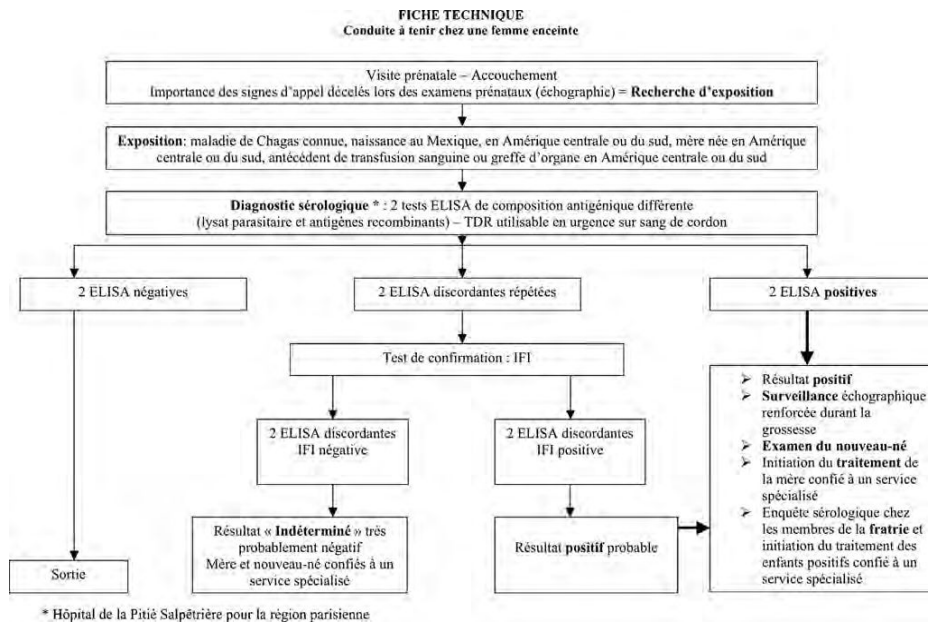 FICHE TECHNIQUE
Conduite à tenir chez une femme enceinte
Visite prénatale – Accouchement
Importance des signes d'appel décelés lors des examens prénataux (échographie) = Recherche d'exposition
Exposition: maladie de Chagas connue, naissance au Mexique, en Amérique centrale ou du sud, mère née en Amérique
centrale ou du sud, antécédent de transfusion sanguine ou greffe d'organe en Amérique centrale ou du sud
Diagnostic sérologique * : 2 tests ELISA de composition antigénique différente
(lysat parasitaire et antigènes recombinants) – TDR utilisable en urgence sur sang de cordon
2 ELISA négatives
2 ELISA discordantes répétées
2 ELISA positives
Test de confirmation : IFI
2 ELISA discordantes
IFI négative
2 ELISA discordantes
IFI positive
➢ Résultat positif
➢ Surveillance échographique
renforcée durant la
grossesse
➢ Examen du nouveau-né
➢ Initiation du traitement de
la mère confié à un service
spécialisé
➢ Enquête sérologique chez
les membres de la fratrie et
initiation du traitement des
enfants positifs confié à un
service spécialisé
Sortie
Résultat « Indéterminé » très
probablement négatif
Mère et nouveau-né confiés à un
service spécialisé
Résultat positif probable
* Hôpital de la Pitié Salpêtrière pour la région parisienne